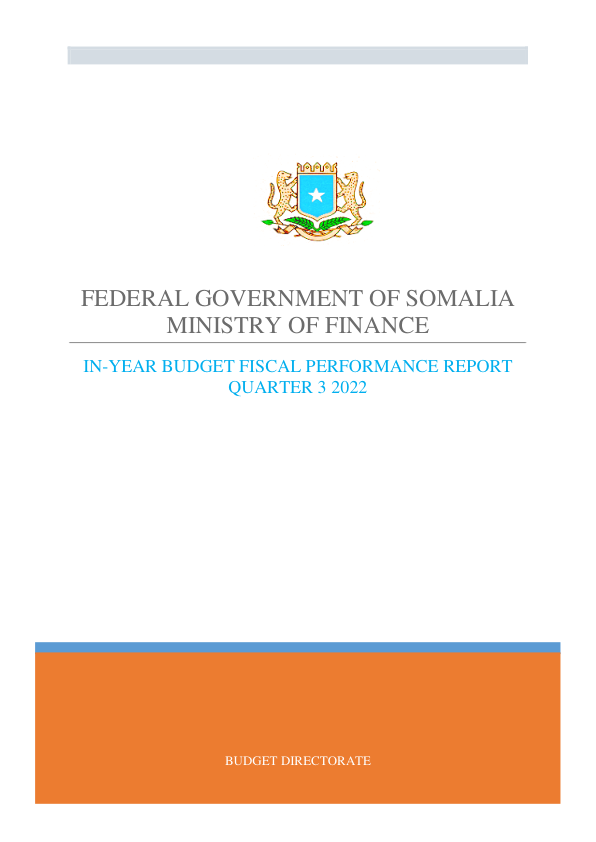 FEDERAL GOVERNMENT OF SOMALIA
MINISTRY OF FINANCE
IN-YEAR BUDGET FISCAL PERFORMANCE REPORT
QUARTER 3 2022
BUDGET DIRECTORATE